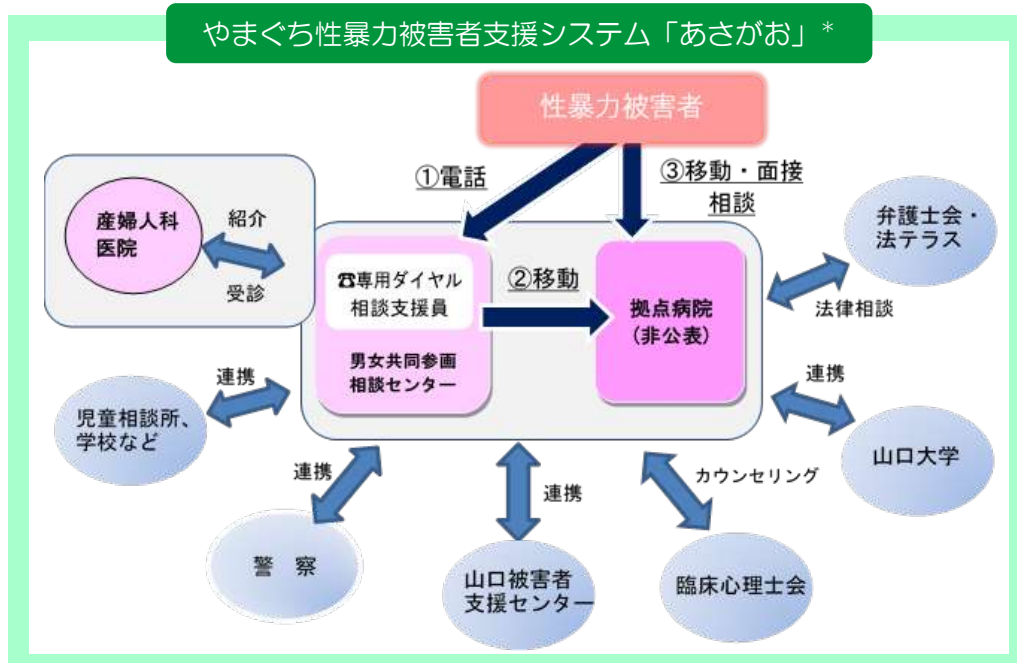 やまぐち性暴力被害者支援システム「あさがお」*
性暴力被害者
①電話
③移動・面接
相談
産婦人科
医院
紹介
受診
☎専用ダイヤル
相談支援員
男女共同参画
相談センター
②移動
拠点病院
(非公表)
弁護士会・
法テラス
法律相談
連携
児童相談所、
学校など
連携
山口大学
連携
警　察
連携
山口被害者
支援センター
カウンセリング
臨床心理士会